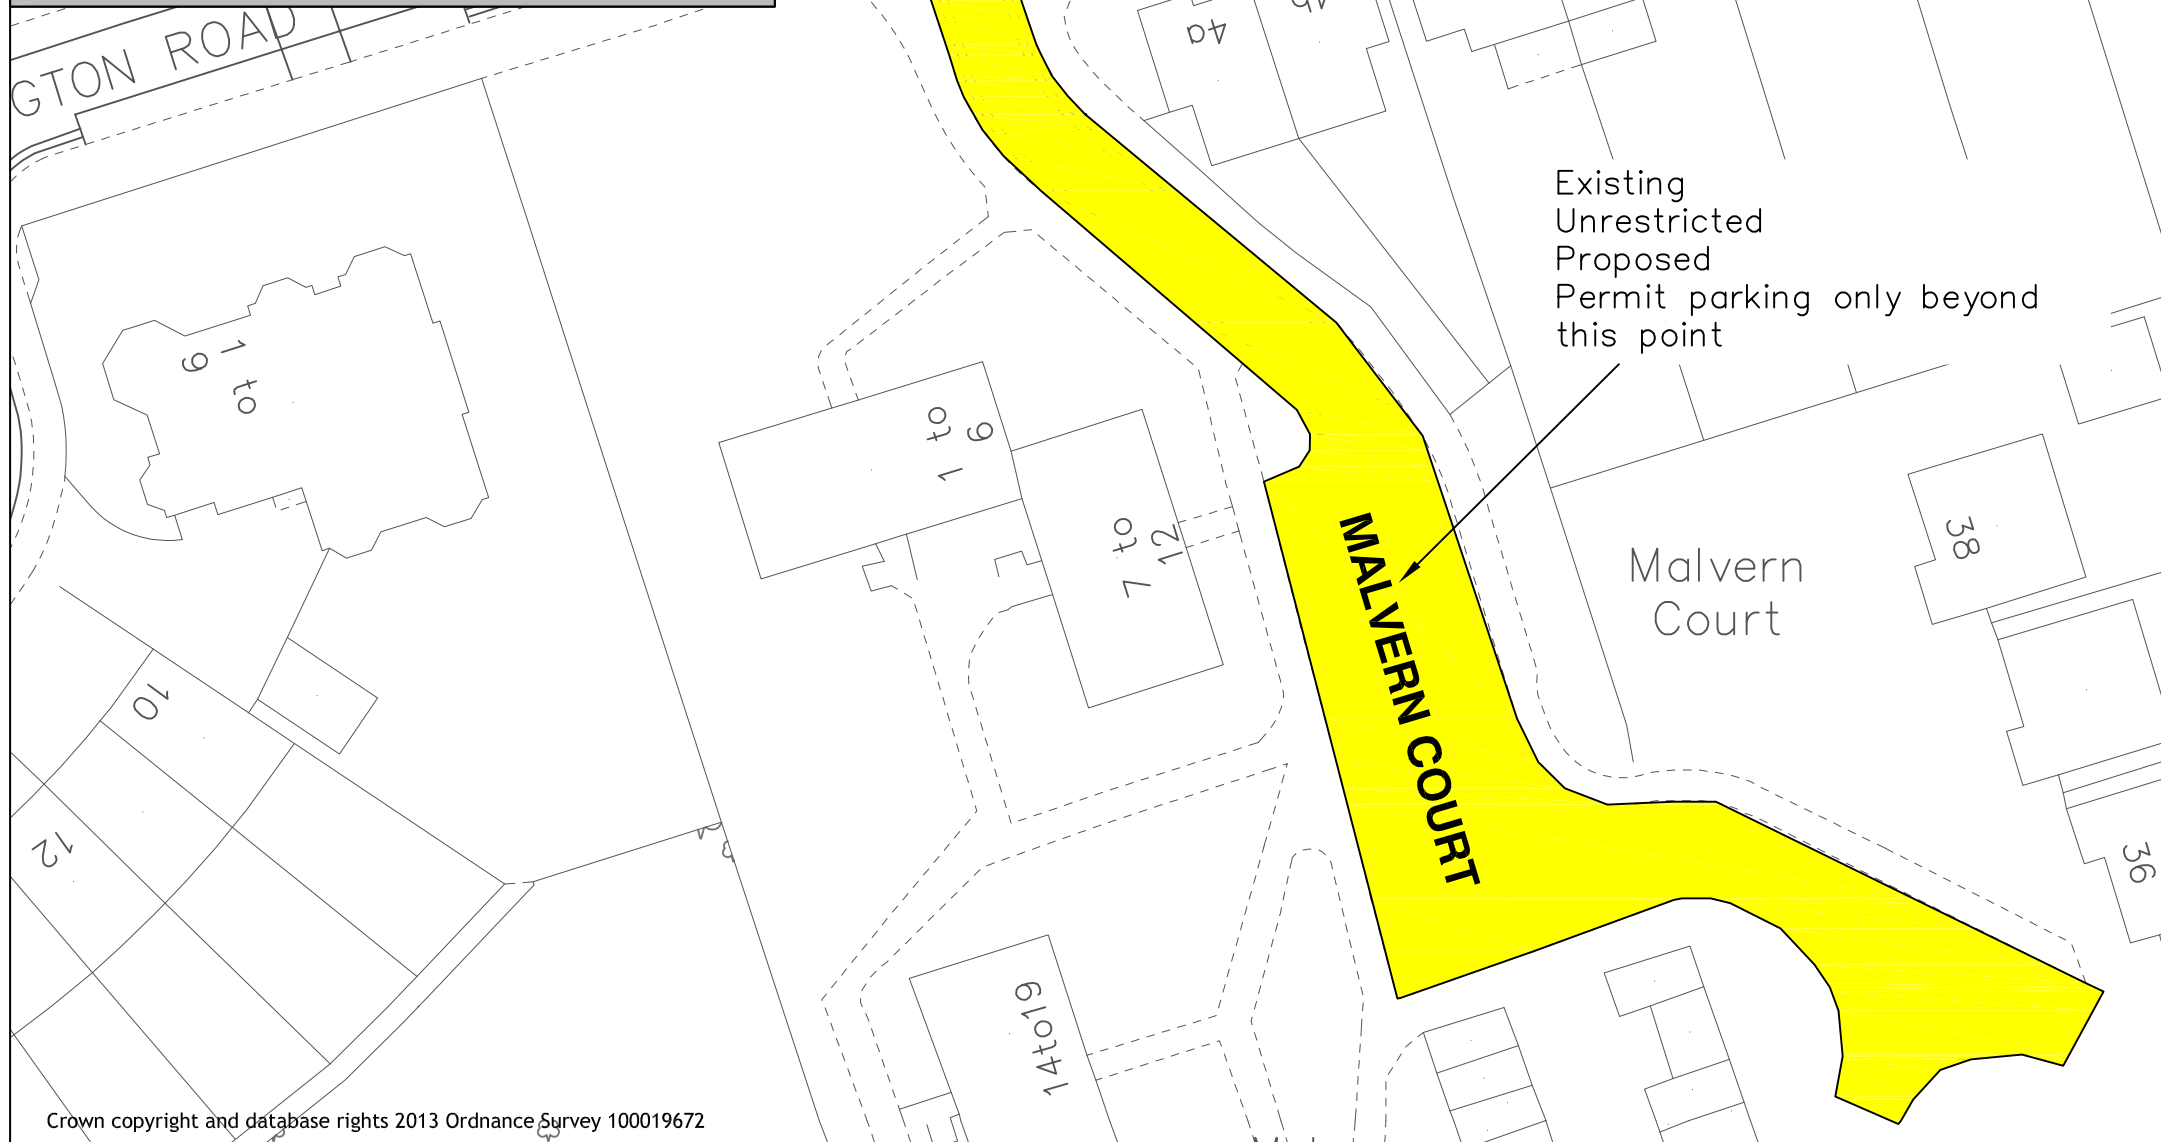 GTON ROAD
4a
Existing
Unrestricted
Proposed
Permit parking only beyond
this point
1 to 9
1 to 6
7 to 12
MALVERN COURT
Malvern
Court
38
10
12
36
14to19
Crown copyright and database rights 2013 Ordnance Survey 100019672